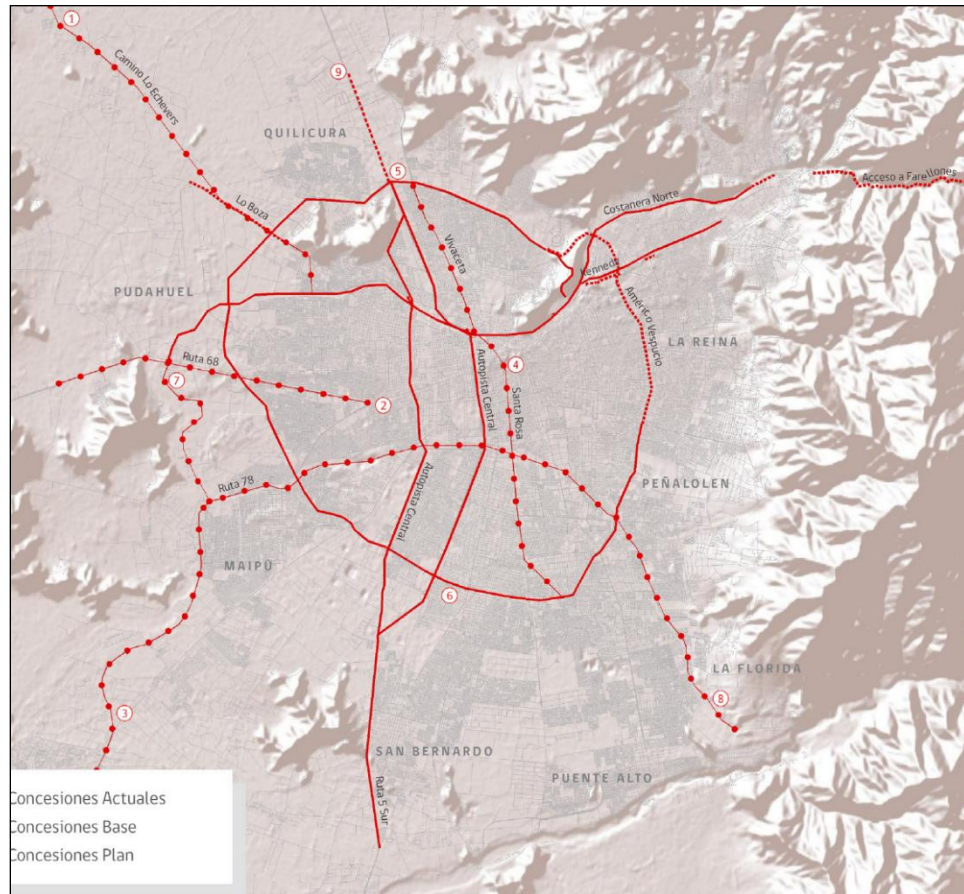 1
Camino Lo Echevers
9
QUILICURA
5
Acceso a Farellones
Costanera Norte
Lo Boza
Vivaceta
Kennedy
PUDAHUEL
Américo Vespucio
LA REINA
Ruta 68
7
4
2
Autopista Central
Santa Rosa
Ruta 78
Autopista Central
PEÑALOLEN
MAIPÙ
6
LA FLORIDA
8
3
SAN BERNARDO
PUENTE ALTO
Ruta 5 Sur
Concesiones Actuales
Concesiones Base
Concesiones Plan